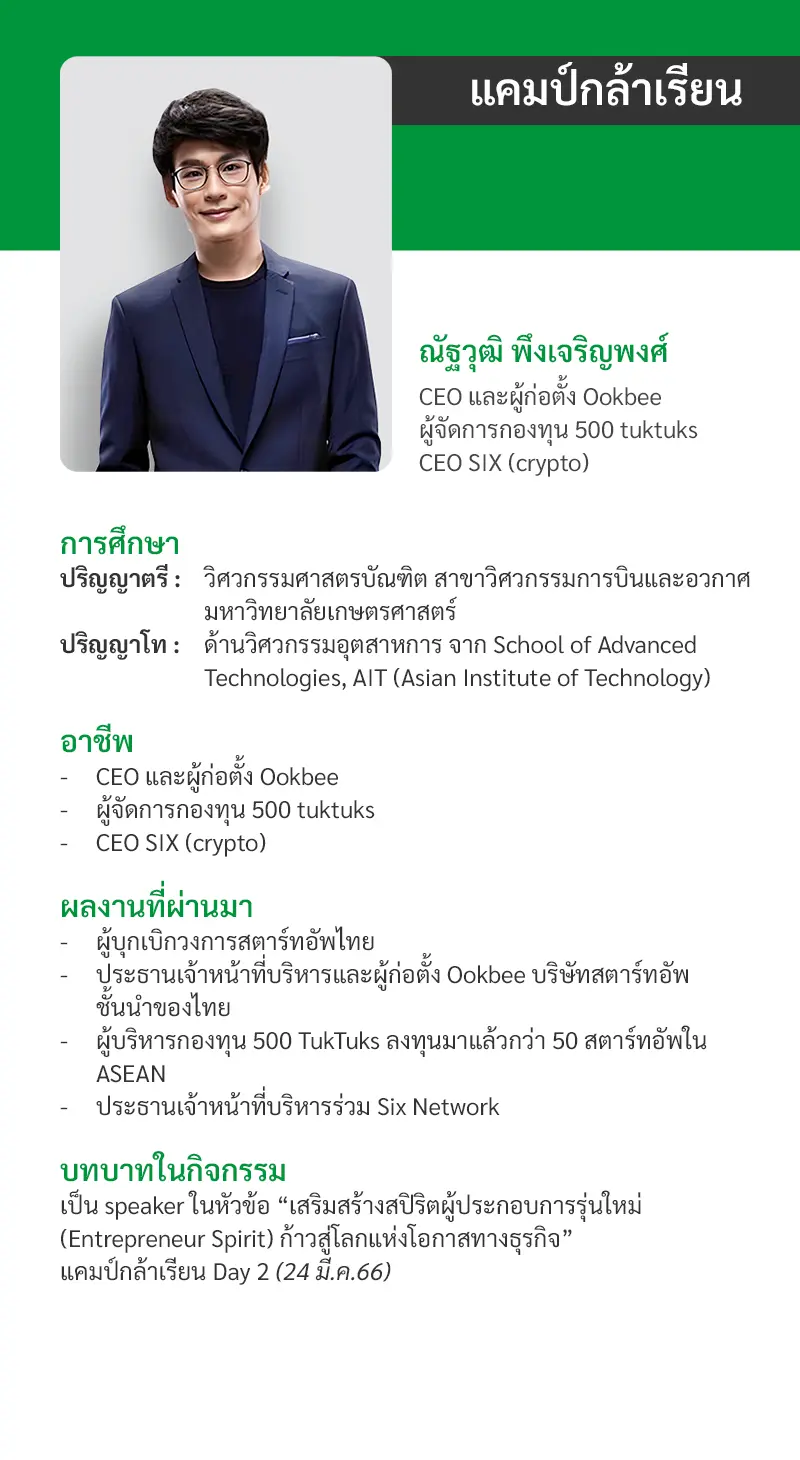 แคมป์กล้าเรียน
ณัฐวุฒิ พึงเจริญพงศ์
CEO และผู้ก่อตั้ง Ookbee
ผู้จัดการกองทุน 500 tuktuks
CEO SIX (crypto)
การศึกษา
ปริญญาตรี : วิศวกรรมศาสตรบัณฑิต สาขาวิศวกรรมการบินและอวกาศ
มหาวิทยาลัยเกษตรศาสตร์
ปริญญาโท : ด้านวิศวกรรมอุตสาหการ จาก School of Advanced
Technologies, AIT (Asian Institute of Technology)
อาชีพ
- CEO และผู้ก่อตั้ง Ookbee
- ผู้จัดการกองทุน 500 tuktuks
- CEO SIX (crypto)
ผลงานที่ผ่านมา
- ผู้บุกเบิกวงการสตาร์ทอัพไทย
- ประธานเจ้าหน้าที่บริหารและผู้ก่อตั้ง Ookbee บริษัทสตาร์ทอัพ
ชั้นนำของไทย
- ผู้บริหารกองทุน 500 TukTuks ลงทุนมาแล้วกว่า 50 สตาร์ทอัพใน
ASEAN
- ประธานเจ้าหน้าที่บริหารร่วม Six Network
บทบาทในกิจกรรม
เป็น speaker ในหัวข้อ “เสริมสร้างสปิริตผู้ประกอบการรุ่นใหม่
(Entrepreneur Spirit) ก้าวสู่โลกแห่งโอกาสทางธุรกิจ”
แคมป์กล้าเรียน Day 2 (24 มี.ค.66)